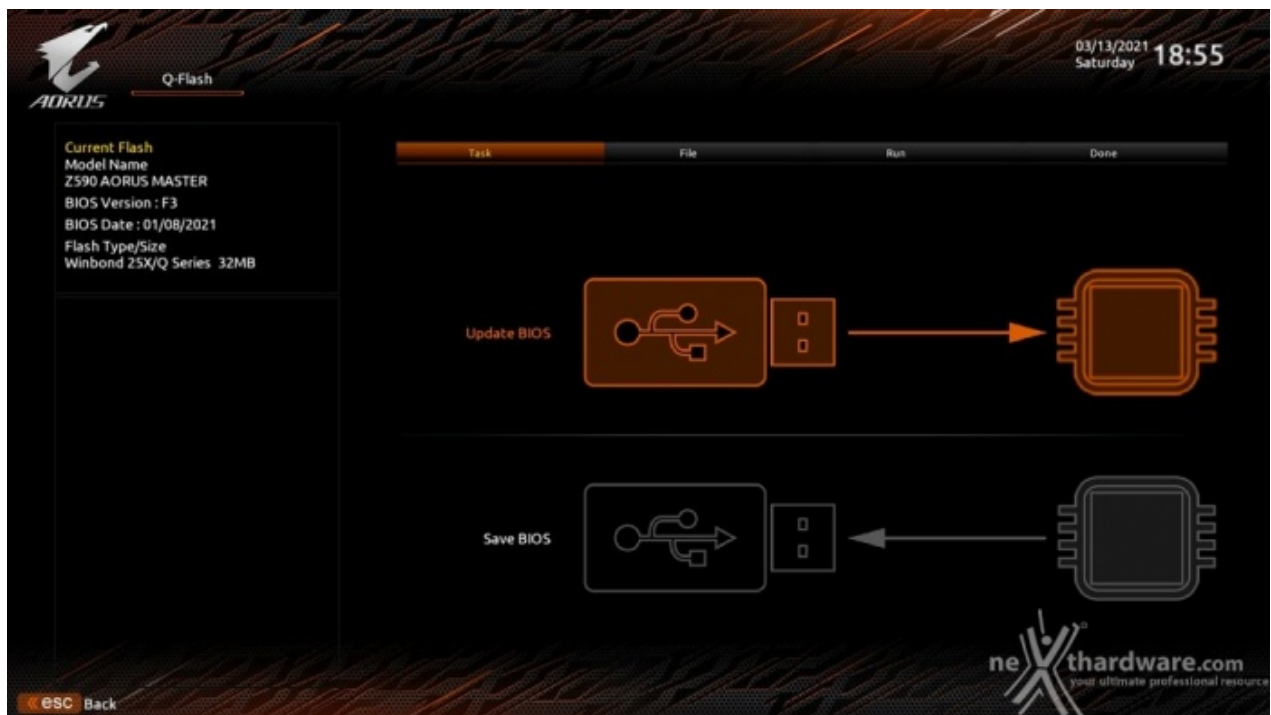 AORUS
Q-Flash
03/13/2021
Saturday
18:55
Current Flash
Model Name
Z590 AORUS MASTER
BIOS Version : F3
BIOS Date : 01/08/2021
Flash Type/Size
Winbond 25X/Q Series 32MB
Task File Run Done
Update BIOS
Save BIOS
nexthardware.com
your ultimate professional resource
esc Back